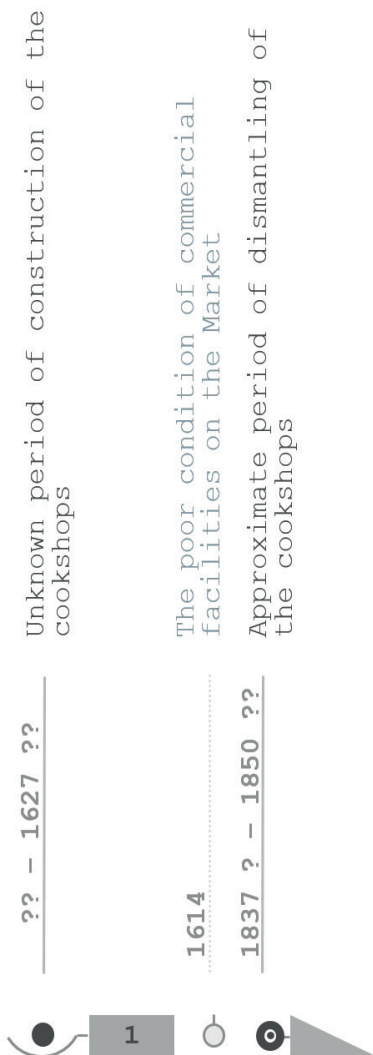 ?? – 1627 ??
Unknown period of construction of the
cookshops
1
1614
The poor condition of commercial
facilities on the Market
1837 ? – 1850 ??
Approximate period of dismantling of
the cookshops